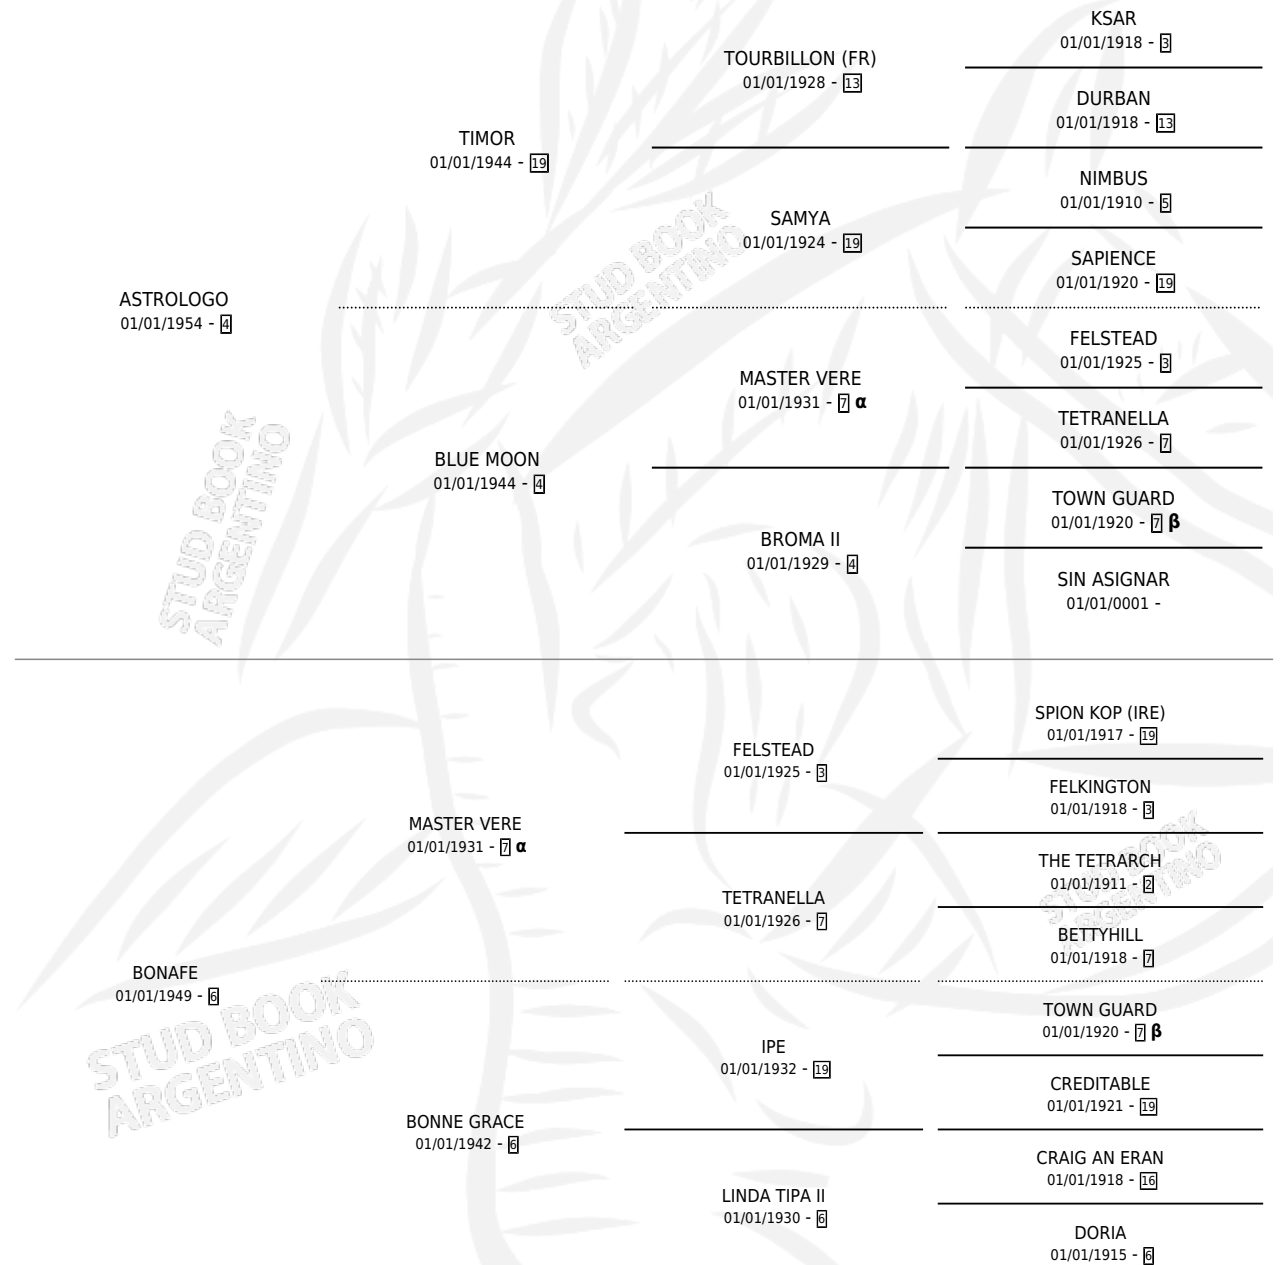 ASTROLOGO
01/01/1954 - 4
TIMOR
01/01/1944 - 19
TOURBILLON (FR)
01/01/1928 - 13
KSAR
01/01/1918 - 3
DURBAN
01/01/1918 - 13
SAMYA
01/01/1924 - 19
NIMBUS
01/01/1910 - 5
SAPIENCE
01/01/1920 - 19
BLUE MOON
01/01/1944 - 4
MASTER VERE
01/01/1931 - 7 α
FELSTEAD
01/01/1925 - 3
TETRANELLA
01/01/1926 - 7
BROMA II
01/01/1929 - 4
TOWN GUARD
01/01/1920 - 7 β
SIN ASIGNAR
01/01/0001 -
BONAFE
01/01/1949 - 6
MASTER VERE
01/01/1931 - 7 α
FELSTEAD
01/01/1925 - 3
SPION KOP (IRE)
01/01/1917 - 19
FELKINGTON
01/01/1918 - 3
TETRANELLA
01/01/1926 - 7
THE TETRARCH
01/01/1911 - 2
BETTYHILL
01/01/1918 - 7
BONNE GRACE
01/01/1942 - 6
IPE
01/01/1932 - 19
TOWN GUARD
01/01/1920 - 7 β
CREDITABLE
01/01/1921 - 19
LINDA TIPA II
01/01/1930 - 6
CRAIG AN ERAN
01/01/1918 - 16
DORIA
01/01/1915 - 6
STUD BOOK
ARGENTINO
STUD BOOK
ARGENTINO
STUD BOOK
ARGENTINO
STUD BOOK
ARGENTINO